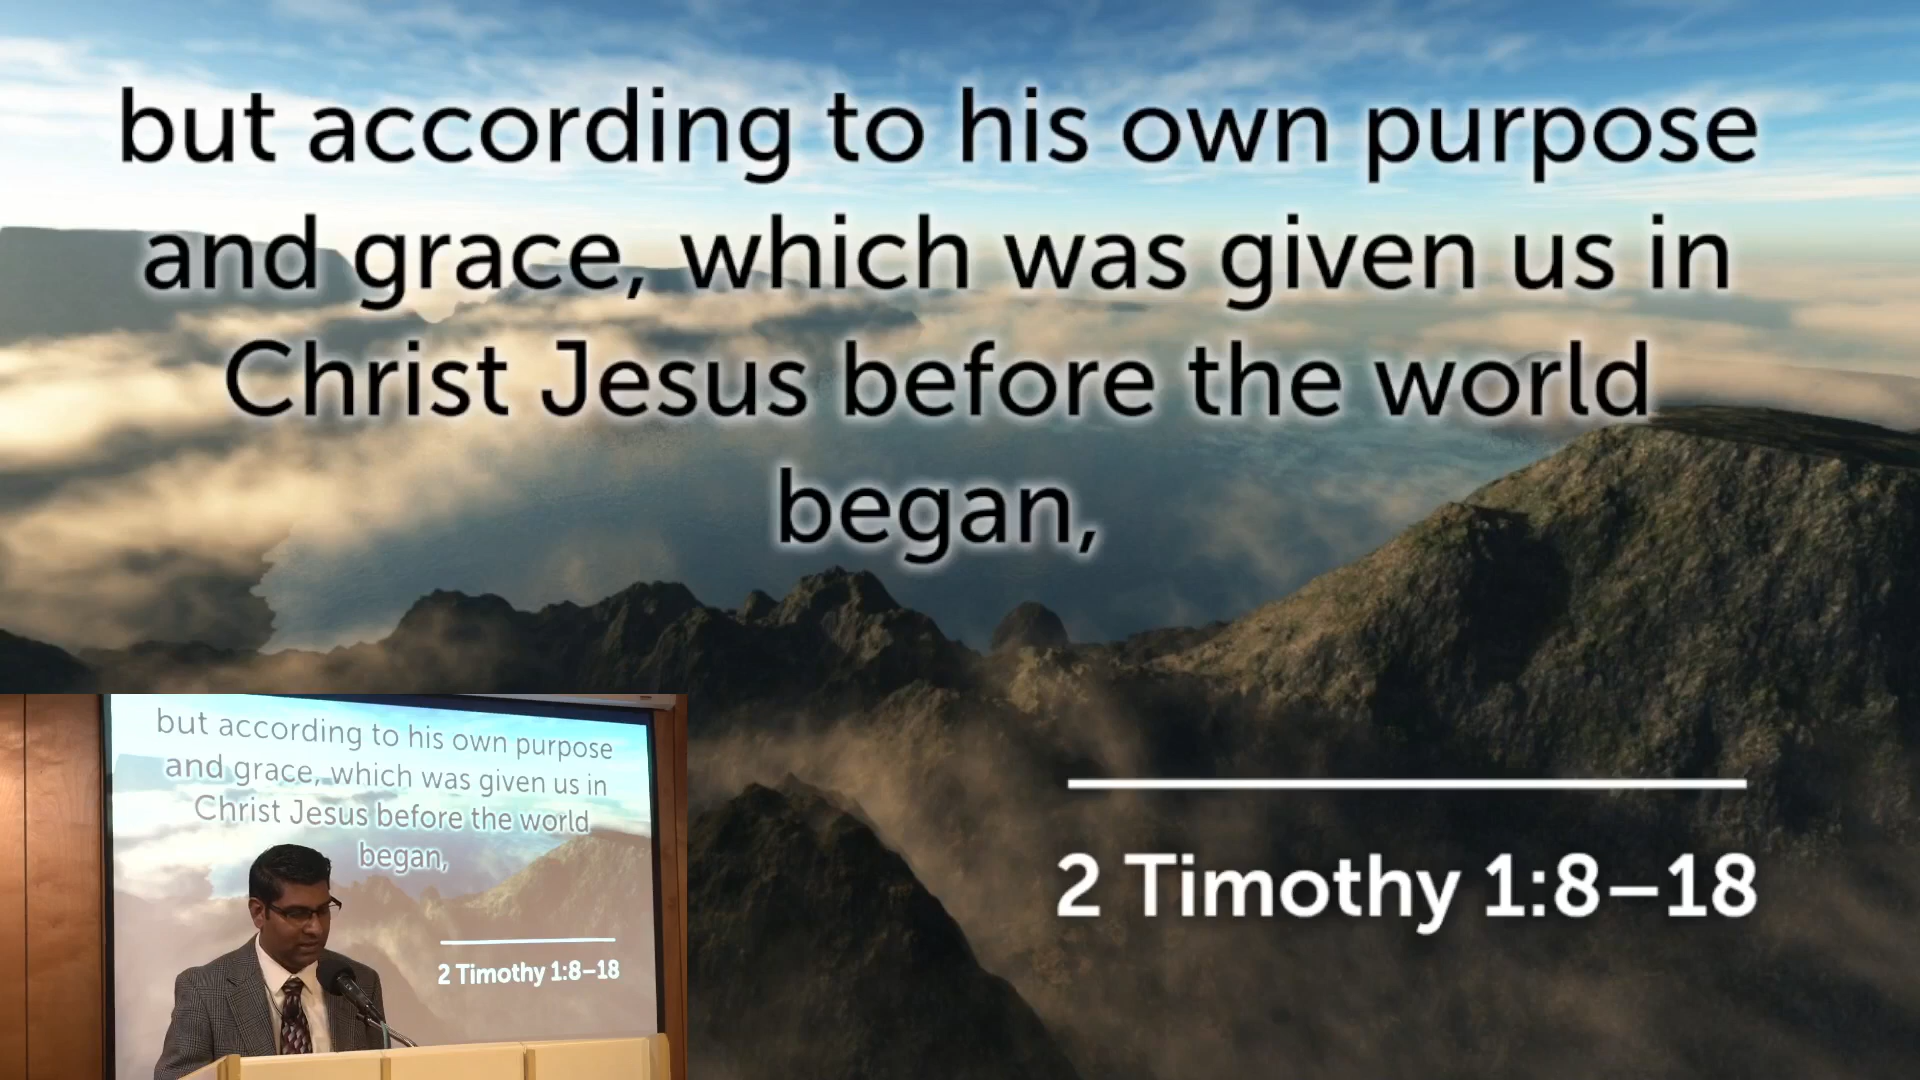 but according to his own purpose
and grace, which was given us in
Christ Jesus before the world
began,
2 Timothy 1:8–18
but according to his own purpose
and grace, which was given us in
Christ Jesus before the world
began,
2 Timothy 1:8–18